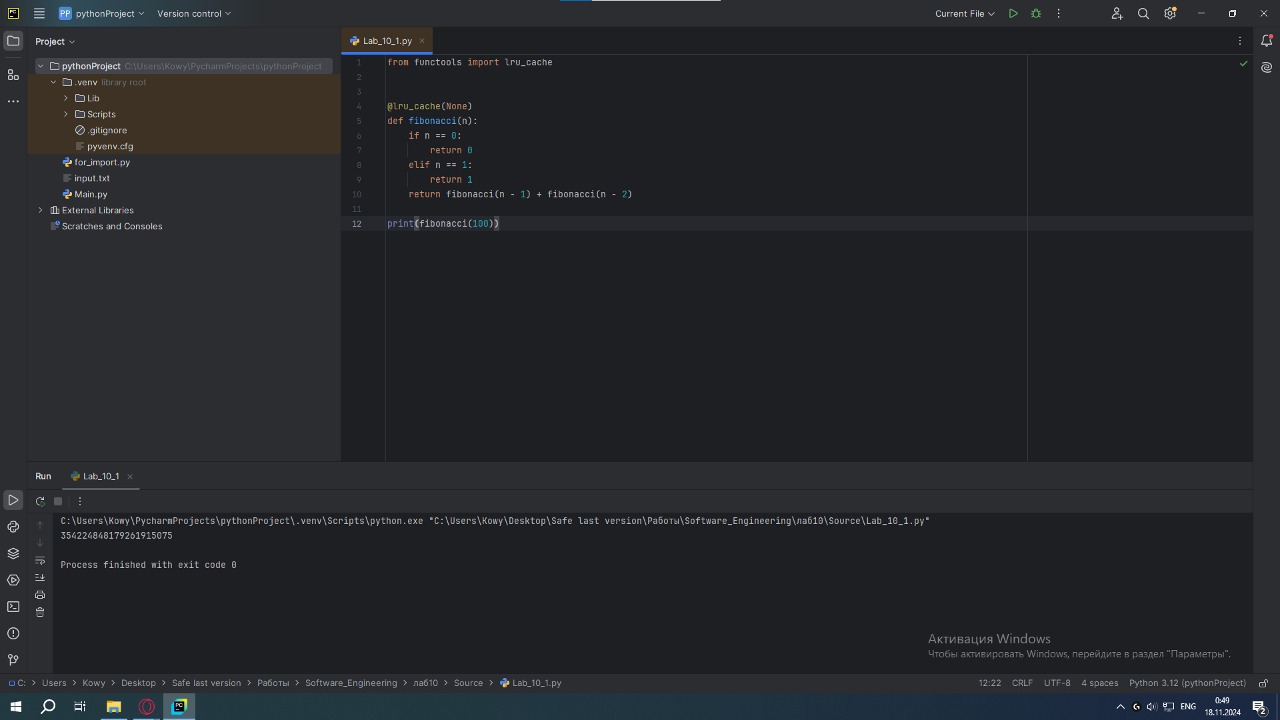 PC PP pythonProject Version control Current File
Project Lab_10_1.py
pythonProject C:\Users\Kowy\PycharmProjects\pythonProject
.venv library root
Lib
Scripts
.gitignore
pyvenv.cfg
for_import.py
input.txt
Main.py
External Libraries
Scratches and Consoles
1 from functools import lru_cache
2
3
4 @lru_cache(None)
5 def fibonacci(n):
6 if n == 0:
7 return 0
8 elif n == 1:
9 return 1
10 return fibonacci(n - 1) + fibonacci(n - 2)
11
12 print(fibonacci(100))
Run Lab_10_1
C:\Users\Kowy\PycharmProjects\pythonProject\.venv\Scripts\python.exe "C:\Users\Kowy\Desktop\Safe last version\Работы\Software_Engineering\лаб10\Source\Lab_10_1.py"
354224848179261915075
Process finished with exit code 0
Активация Windows
Чтобы активировать Windows, перейдите в раздел "Параметры".
C: Users Kowy Desktop Safe last version Работы Software_Engineering лаб10 Source Lab_10_1.py 12:22 CRLF UTF-8 4 spaces Python 3.12 (pythonProject)
PC ENG 0:49
18.11.2024 2